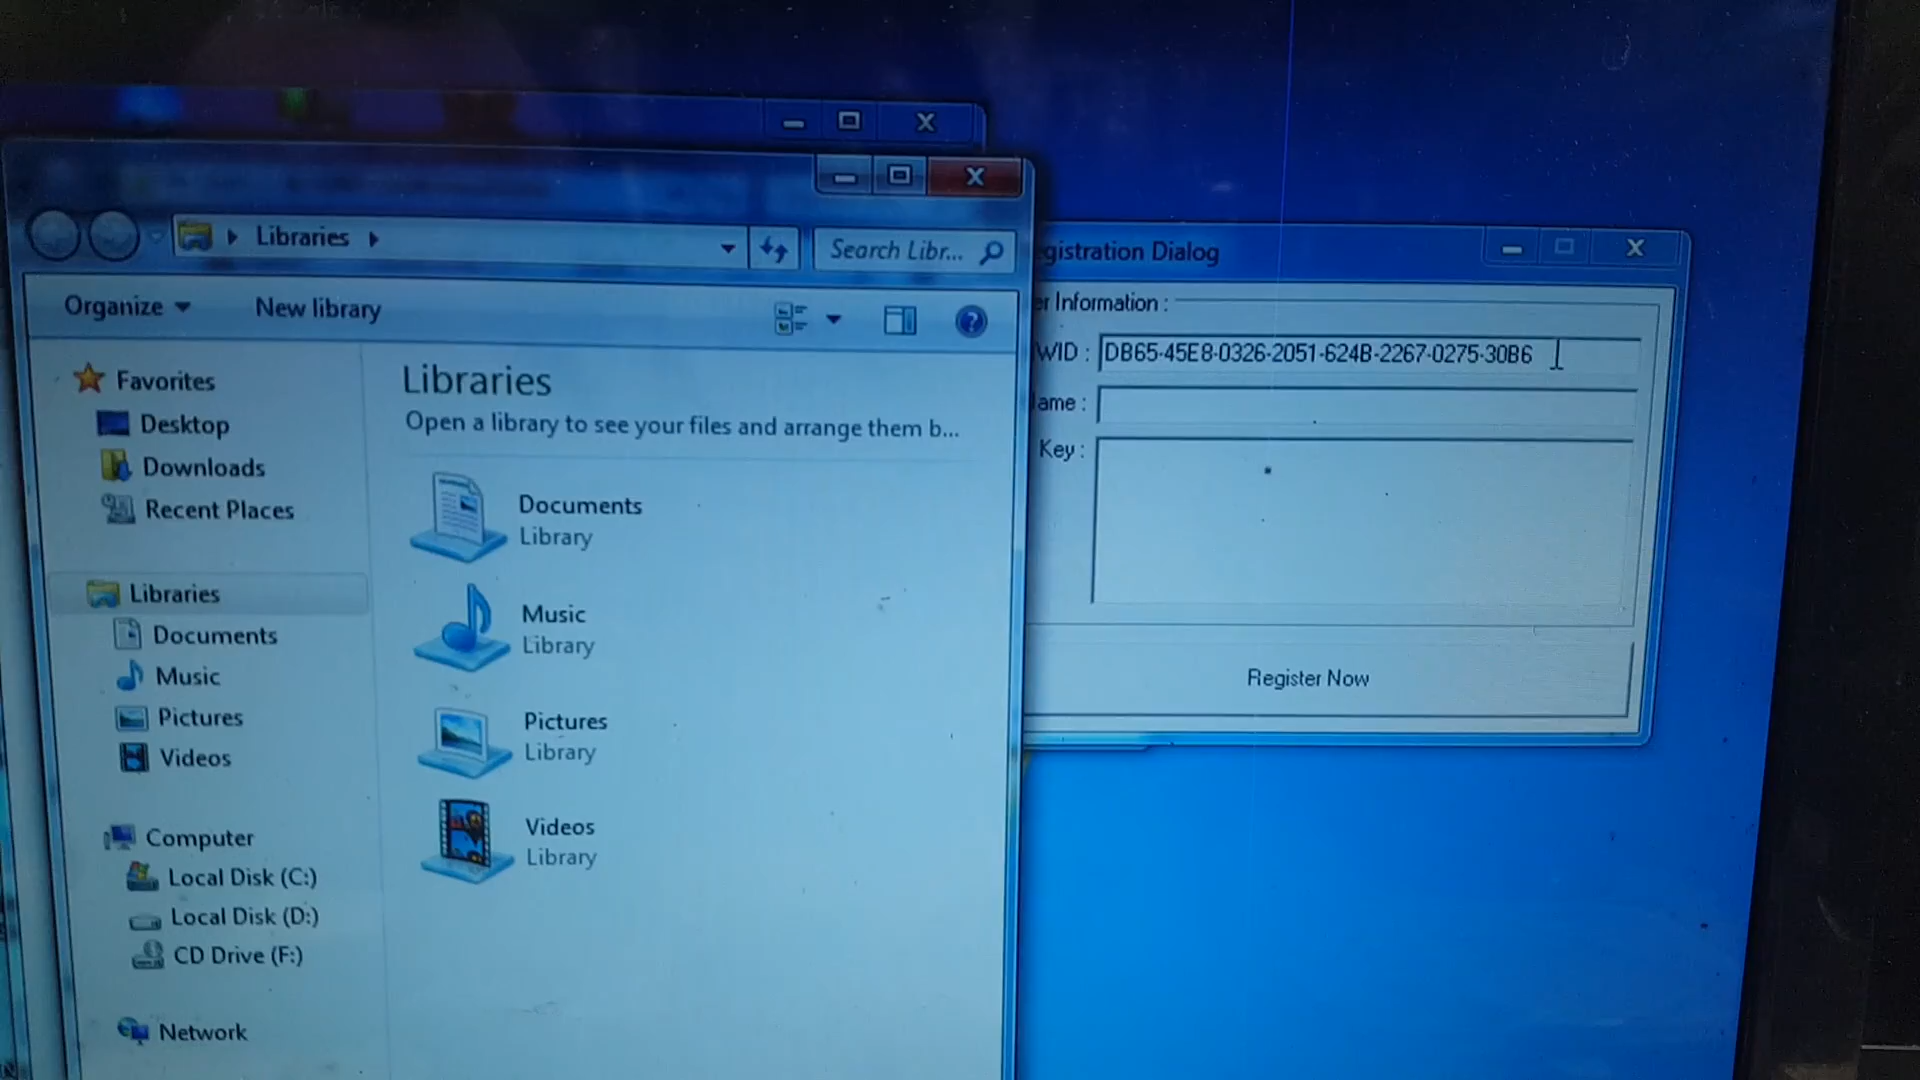 Libraries
Search Libr...
Organize
New library
Favorites
Desktop
Downloads
Recent Places
Libraries
Documents
Music
Pictures
Videos
Computer
Local Disk (C:)
Local Disk (D:)
CD Drive (F:)
Network
Libraries
Open a library to see your files and arrange them b...
Documents
Library
Music
Library
Pictures
Library
Videos
Library
gistration Dialog
er Information :
WID : DB65-45E8-0326-2051-624B-2267-0275-30B6
ame :
Key :
Register Now